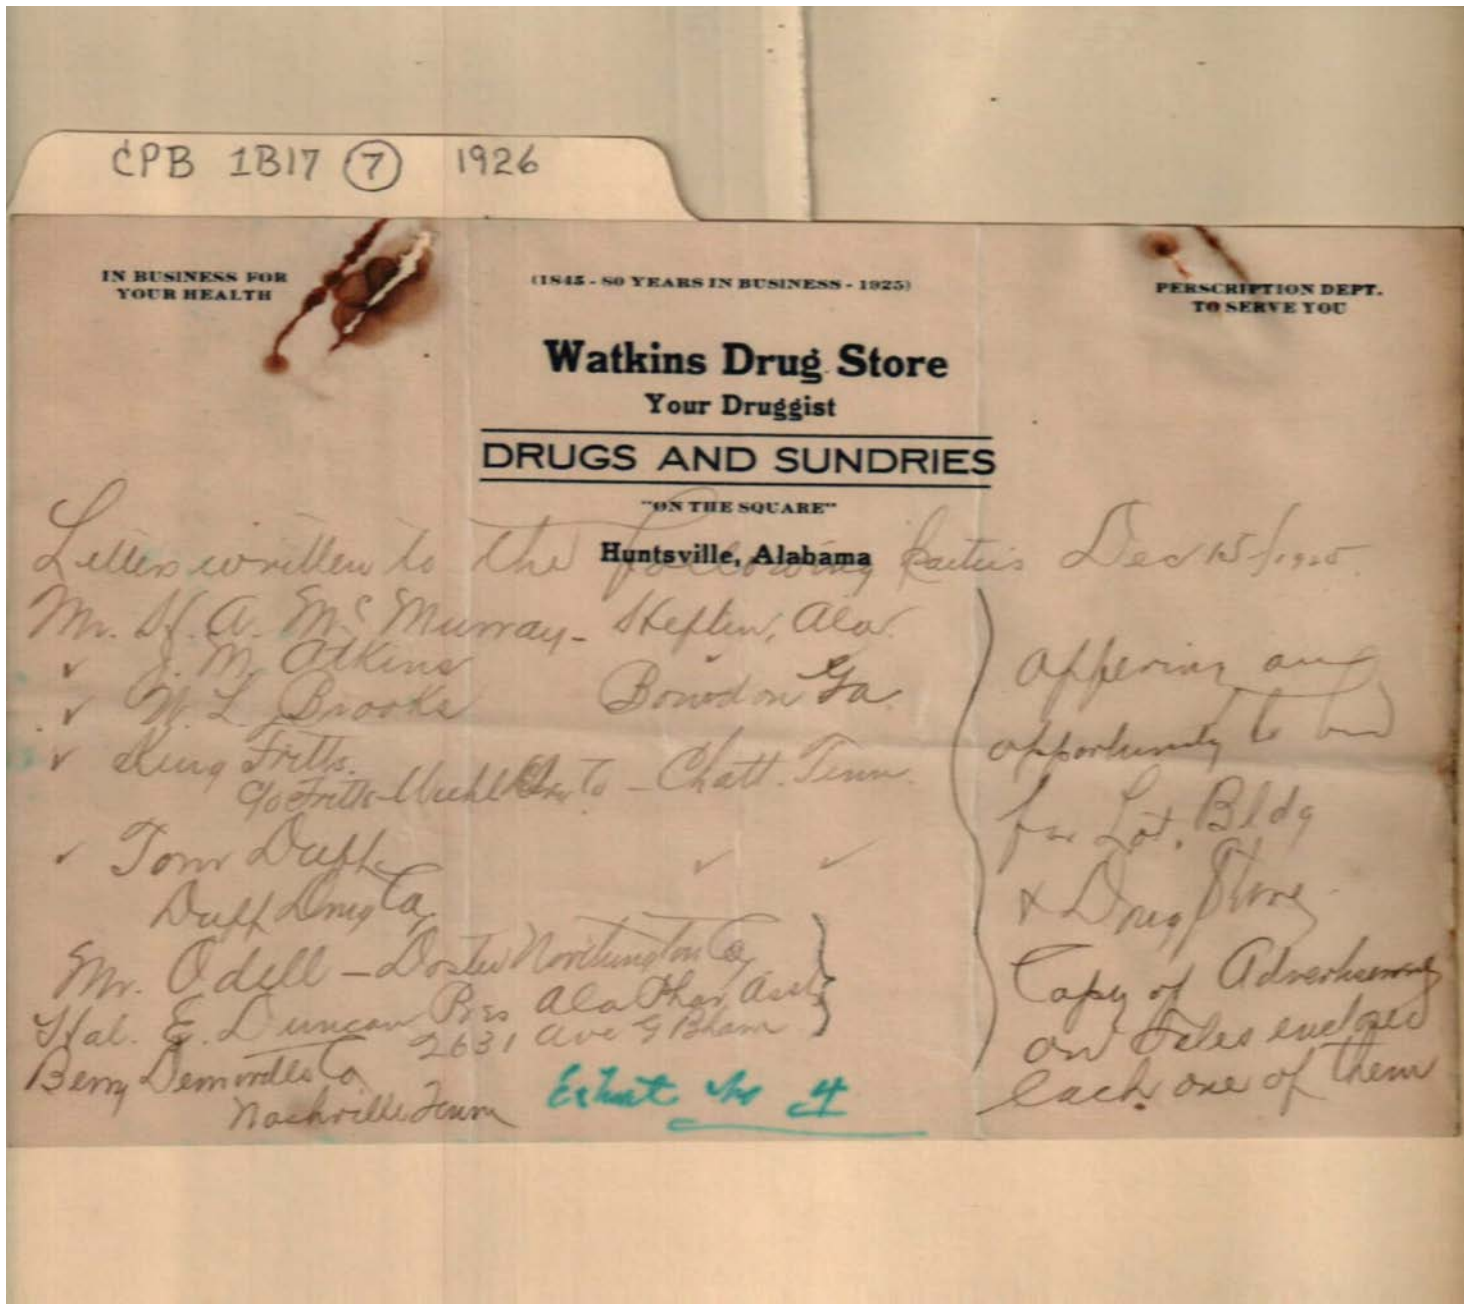 CPB 1B17 7 1926
IN BUSINESS FOR
YOUR HEALTH
(1845 - 80 YEARS IN BUSINESS - 1925)
PERSCRIPTION DEPT.
TO SERVE YOU
Watkins Drug Store
Your Druggist
DRUGS AND SUNDRIES
"ON THE SQUARE"
Huntsville, Alabama
Letters written to the Following Parties Dec 15/1925
Mr. H. A. McMurray - Heflin, Ala.
✓ J. M. Atkins
✓ W. L. Brooks Bowdon Ga.
✓ King Fritts.
c/o Fritts - Co - Chatt. Tenn.
✓ Tom Duff ✓ ✓
Duff Drug Co,
Mr. Odell - Doster Northington Co,
Hal. E. Duncan Pres Ala Phar. Assn
2631 Ave G Bham
Berry Demoville Co
Nashville Tenn
Offering an
opportunity to bid
for Lot, Bldg
& Drug Store
Copy of Advertisement
on Sales enclosed
each one of them
No 4